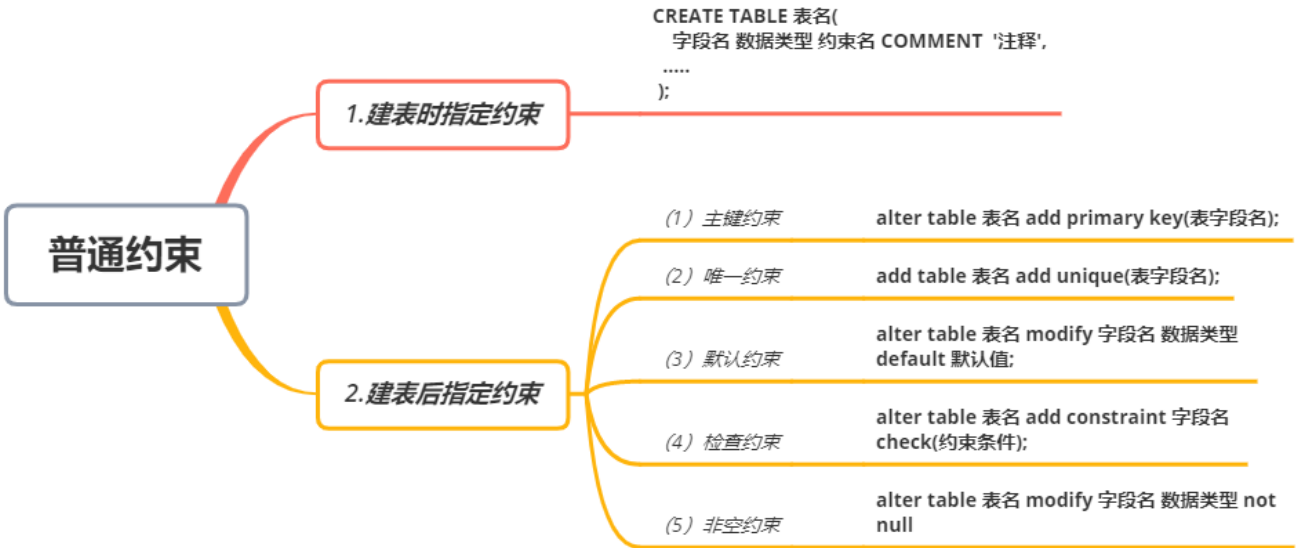 CREATE TABLE 表名(
字段名 数据类型 约束名 COMMENT '注释',
.....
);
1.建表时指定约束
普通约束
(1）主键约束 alter table 表名 add primary key(表字段名);
(2）唯一约束 add table 表名 add unique(表字段名);
(3）默认约束 alter table 表名 modify 字段名 数据类型
default 默认值;
2.建表后指定约束
(4）检查约束 alter table 表名 add constraint 字段名
check(约束条件);
(5）非空约束 alter table 表名 modify 字段名 数据类型 not
null